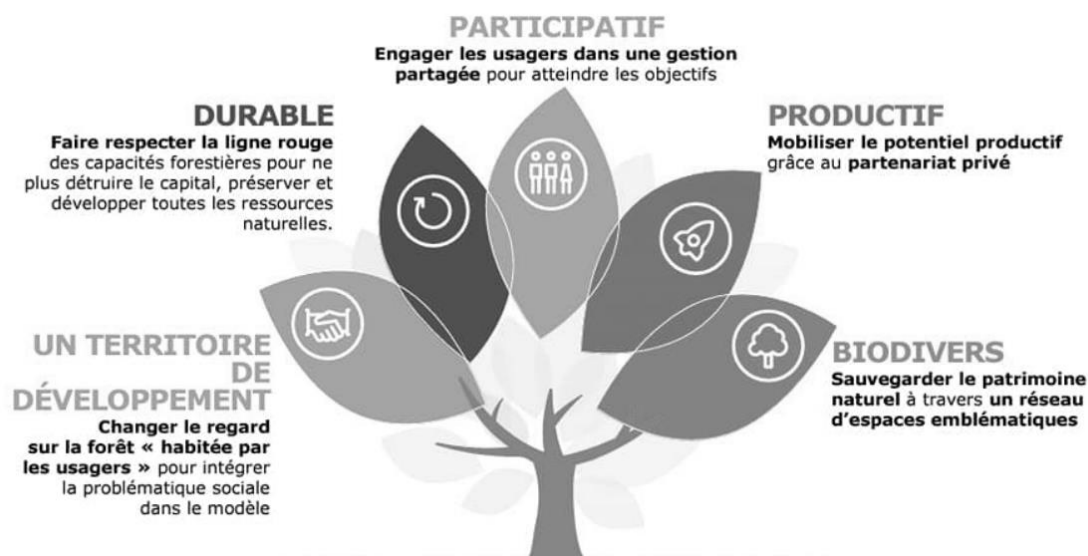 PARTICIPATIF
Engager les usagers dans une gestion
partagée pour atteindre les objectifs
DURABLE
Faire respecter la ligne rouge
des capacités forestières pour ne
plus détruire le capital, préserver et
développer toutes les ressources
naturelles.
PRODUCTIF
Mobiliser le potentiel productif
grâce au partenariat privé
UN TERRITOIRE
DE
DÉVELOPPEMENT
Changer le regard
sur la forêt « habitée par
les usagers » pour intégrer
la problématique sociale
dans le modèle
BIODIVERS
Sauvegarder le patrimoine
naturel à travers un réseau
d'espaces emblématiques